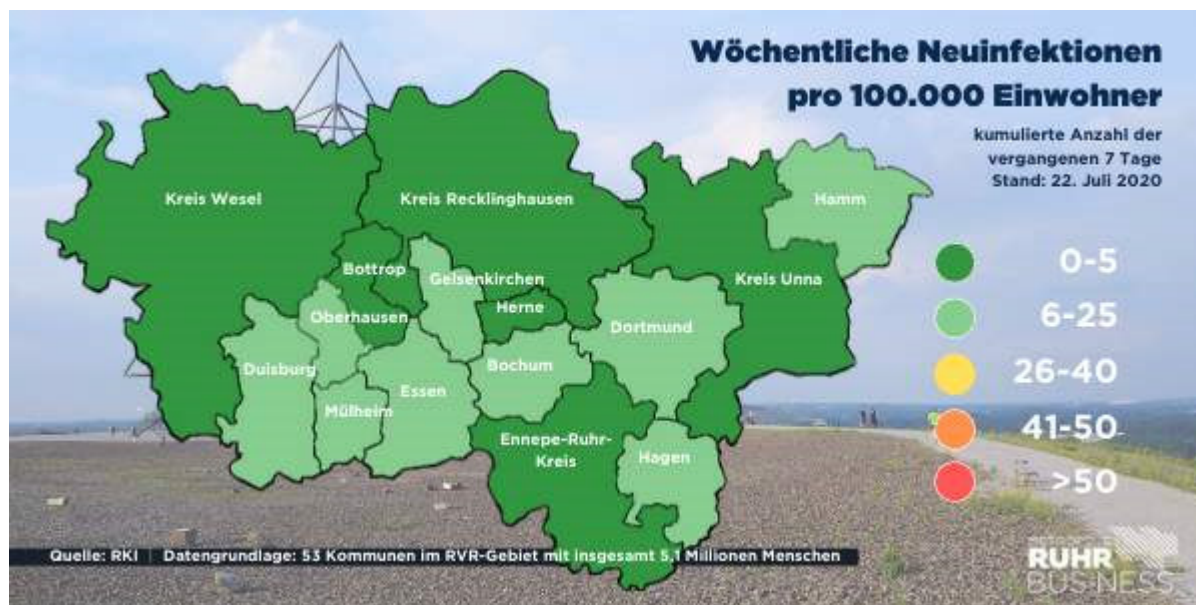 Wöchentliche Neuinfektionen
pro 100.000 Einwohner
kumulierte Anzahl der
vergangenen 7 Tage
Stand: 22. Juli 2020
Kreis Wesel
Kreis Recklinghausen
Hamm
Bottrop
Gelsenkirchen
Kreis Unna
Herne
Oberhausen
Dortmund
Duisburg
Bochum
Essen
Mülheim
Ennepe-Ruhr-
Kreis
Hagen
0-5
6-25
26-40
41-50
>50
Quelle: RKI | Datengrundlage: 53 Kommunen im RVR-Gebiet mit insgesamt 5,1 Millionen Menschen
RUHR
BUSINESS